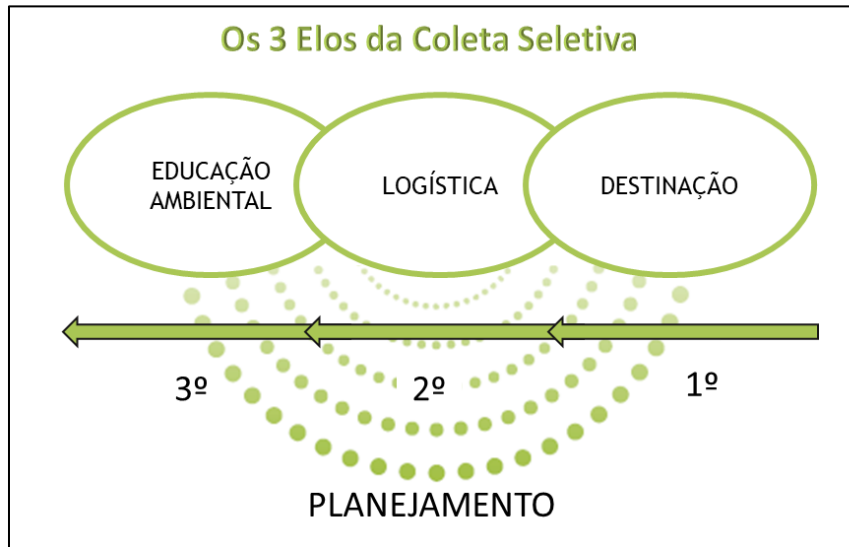 Os 3 Elos da Coleta Seletiva
EDUCAÇÃO
AMBIENTAL
LOGÍSTICA
DESTINAÇÃO
3º
2º
1º
PLANEJAMENTO